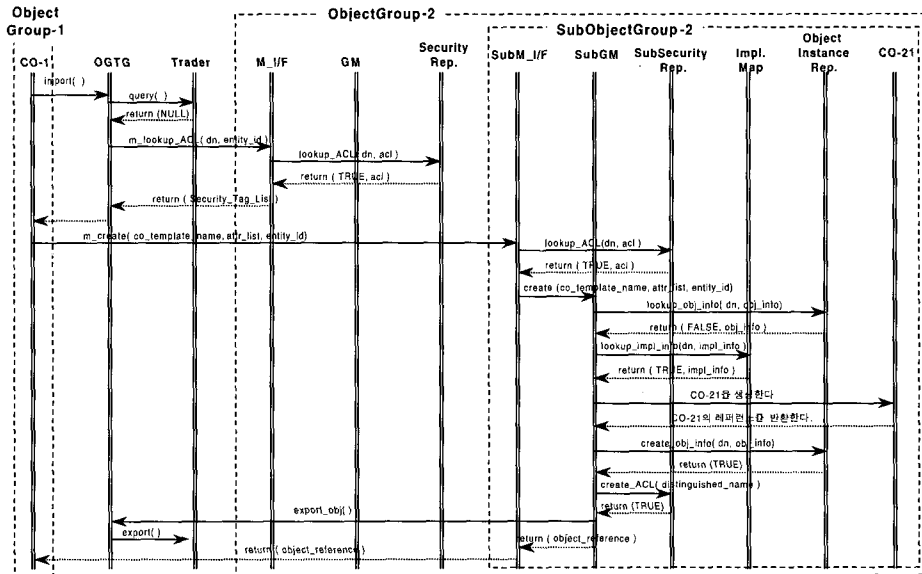 Object
Group-1
ObjectGroup-2
SubObjectGroup-2
CO-1
OGTG
Trader
M_I/F
GM
Security
Rep.
SubM_I/F
SubGM
SubSecurity
Rep.
Impl.
Map
Object
Instance
Rep.
CO-21
import( )
query( )
return (NULL)
m_lookup_ACL( dn, entity_id )
lookup_ACL( dn, acl )
return ( TRUE, acl )
return ( Security_Tag_List )
m_create( co_template_name, attr_list, entity_id)
lookup_ACL(dn, acl )
return ( TRUE, acl )
create (co_template_name, attr_list, entity_id)
lookup_obj_info( dn, obj_info)
return ( FALSE, obj_info )
lookup_impl_info(dn, impl_info )
return ( TRUE, impl_info )
CO-21을 생성한다
CO-21의 레퍼런스를 반환한다.
create_obj_info( dn, obj_info)
return (TRUE)
create_ACL( distinguished_name )
return (TRUE)
export_obj( )
export( )
return ( object_reference )
return ( object_reference )